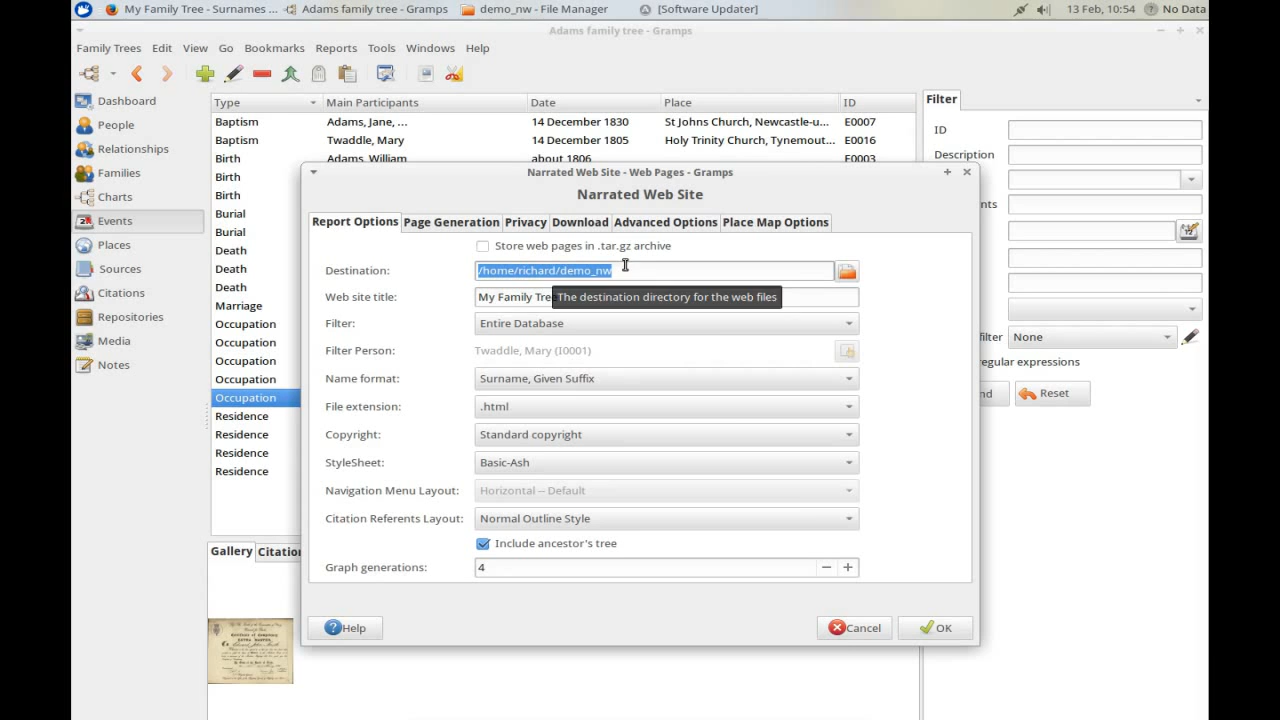 My Family Tree - Surnames ... Adams family tree - Gramps demo_nw - File Manager [Software Updater] 13 Feb, 10:54 No Data
Adams family tree - Gramps
Family Trees Edit View Go Bookmarks Reports Tools Windows Help
Dashboard
People
Relationships
Families
Charts
Events
Places
Sources
Citations
Repositories
Media
Notes
Type Main Participants Date Place ID
Baptism Adams, Jane, ... 14 December 1830 St Johns Church, Newcastle-u... E0007
Baptism Twaddle, Mary 14 December 1805 Holy Trinity Church, Tynemout... E0016
Birth Adams, William about 1806 E0003
Birth
Birth
Burial
Burial
Death
Death
Death
Marriage
Occupation
Occupation
Occupation
Occupation
Occupation
Residence
Residence
Residence
Residence
Gallery Citation
Filter
ID
Description
nts
filter None
regular expressions
nd Reset
Narrated Web Site - Web Pages - Gramps
Narrated Web Site
Report Options Page Generation Privacy Download Advanced Options Place Map Options
Store web pages in .tar.gz archive
Destination: /home/richard/demo_nw
Web site title: My Family Tree
The destination directory for the web files
Filter: Entire Database
Filter Person: Twaddle, Mary (I0001)
Name format: Surname, Given Suffix
File extension: .html
Copyright: Standard copyright
StyleSheet: Basic-Ash
Navigation Menu Layout: Horizontal -- Default
Citation Referents Layout: Normal Outline Style
Include ancestor's tree
Graph generations: 4
Help Cancel OK